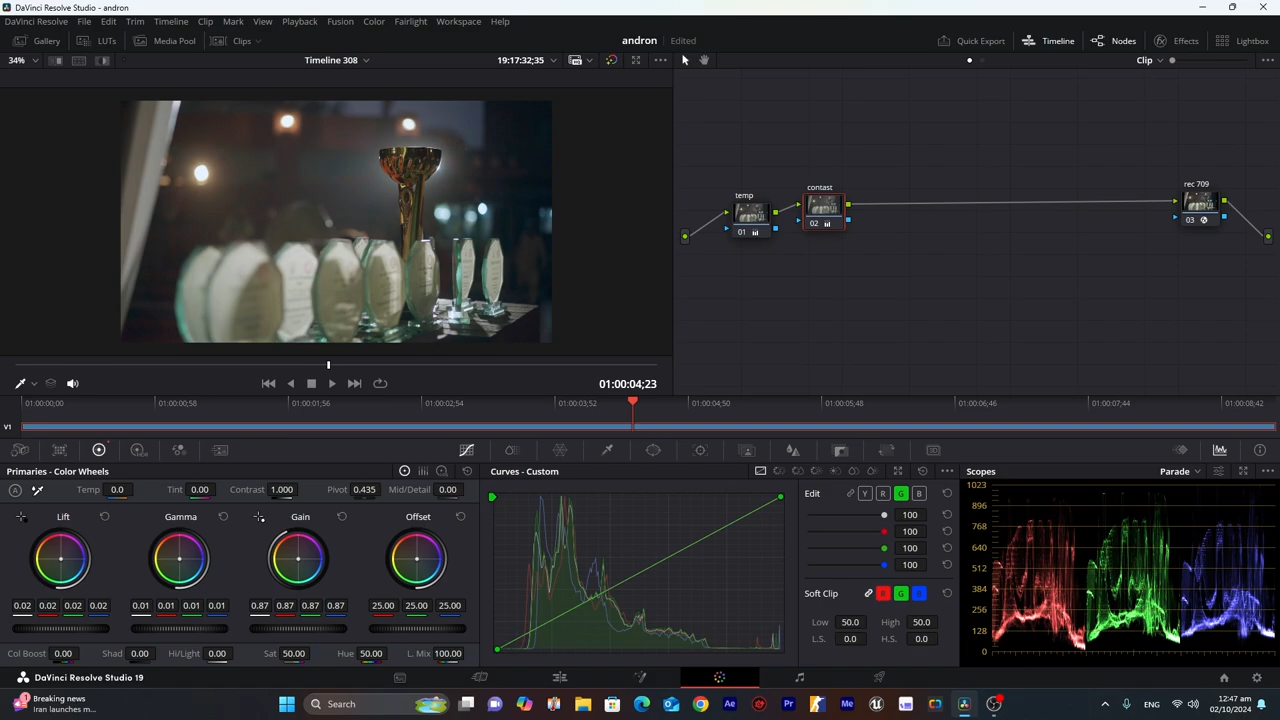 DaVinci Resolve Studio - andron
DaVinci Resolve File Edit Trim Timeline Clip Mark View Playback Fusion Color Fairlight Workspace Help
Gallery LUTs Media Pool Clips andron Edited Quick Export Timeline Nodes Effects Lightbox
34% Timeline 308 19:17:32;35 Clip
temp
01
contast
02
rec 709
03
01:00:04;23
01:00:00;00 01:00:00;58 01:00:01;56 01:00:02;54 01:00:03;52 01:00:04;50 01:00:05;48 01:00:06;46 01:00:07;44 01:00:08;42
V1
Primaries - Color Wheels
Temp 0.0 Tint 0.00 Contrast 1.000 Pivot 0.435 Mid/Detail 0.00
Lift Gamma Gain Offset
0.02 0.02 0.02 0.02 0.01 0.01 0.01 0.01 0.87 0.87 0.87 0.87 25.00 25.00 25.00
Col Boost 0.00 Shad 0.00 Hi/Light 0.00 Sat 50.00 Hue 50.00 L. Mix 100.00
Curves - Custom
Edit Y R G B
100
100
100
100
Soft Clip R G B
Low 50.0 High 50.0
L.S. 0.0 H.S. 0.0
Scopes Parade
1023
896
768
640
512
384
256
128
0
DaVinci Resolve Studio 19
Breaking news
Iran launches m...
Search
ENG
12:47 am
02/10/2024